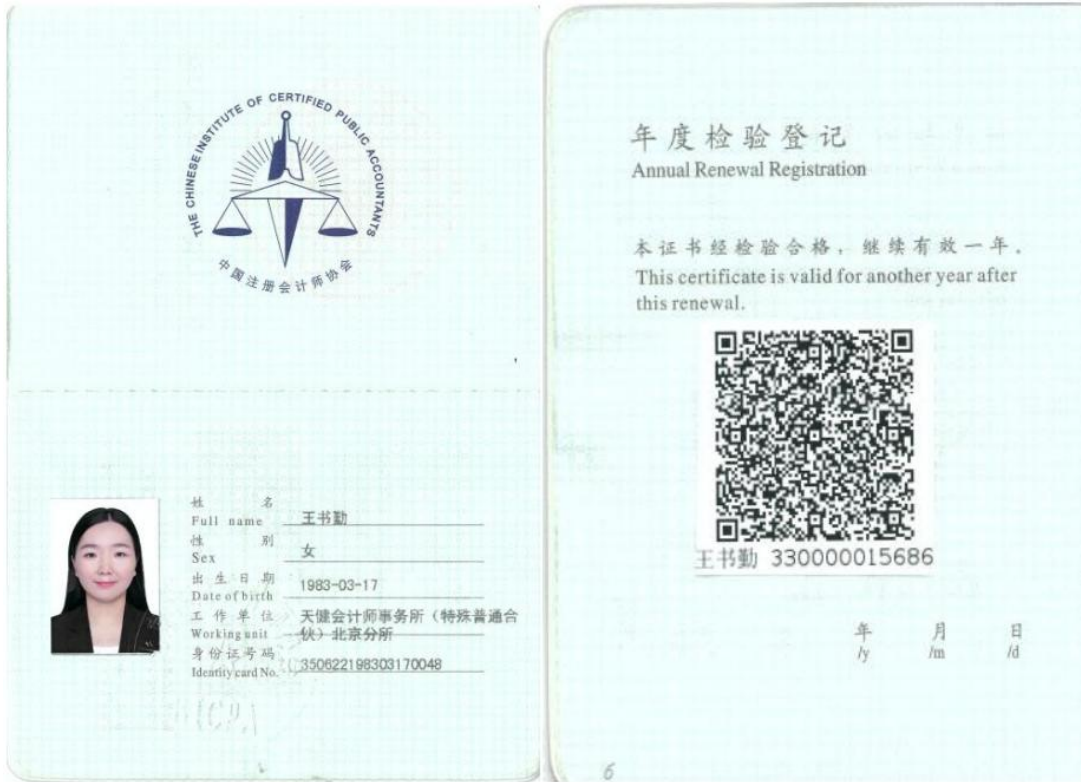 THE CHINESE INSTITUTE OF CERTIFIED PUBLIC ACCOUNTANTS
中国注册会计师协会
姓 名
Full name 王书勤
性 别
Sex 女
出生日期
Date of birth 1983-03-17
工作单位 天健会计师事务所（特殊普通合
Working unit 伙）北京分所
身份证号码
Identity card No. 350622198303170048
年度检验登记
Annual Renewal Registration
本证书经检验合格，继续有效一年。
This certificate is valid for another year after
this renewal.
王书勤 330000015686
年 月 日
/y /m /d
6